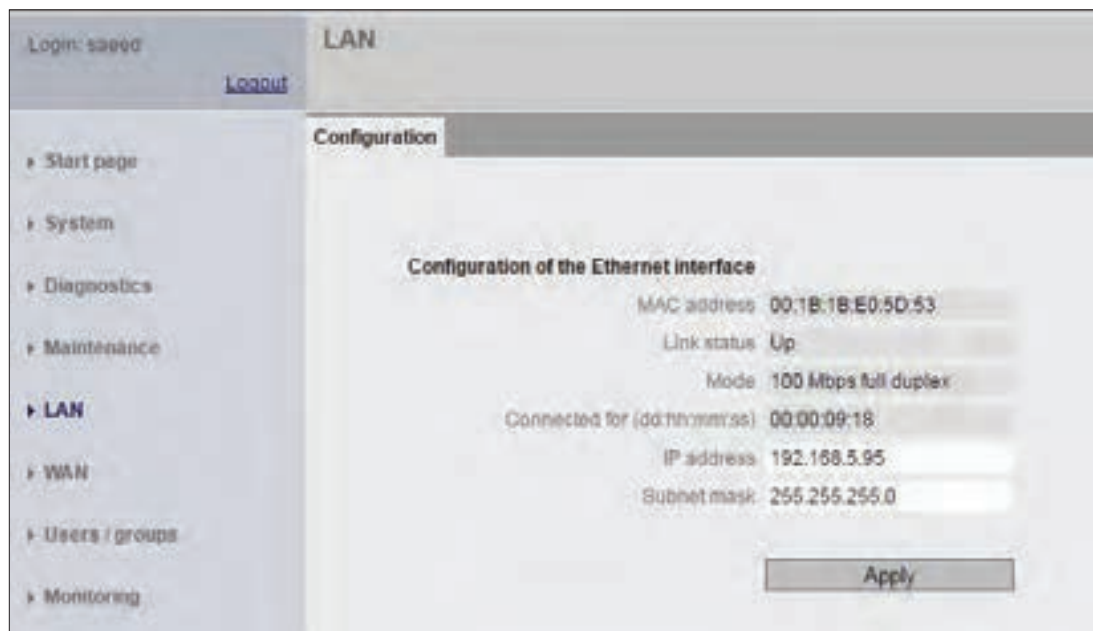 Login: saeed
Logout
LAN
Configuration
Start page
System
Diagnostics
Maintenance
LAN
WAN
Users / groups
Monitoring
Configuration of the Ethernet interface
MAC address 00:1B:1B:E0:5D:53
Link status Up
Mode 100 Mbps full duplex
Connected for (dd:hh:mm:ss) 00:00:09:18
IP address 192.168.5.95
Subnet mask 255.255.255.0
Apply